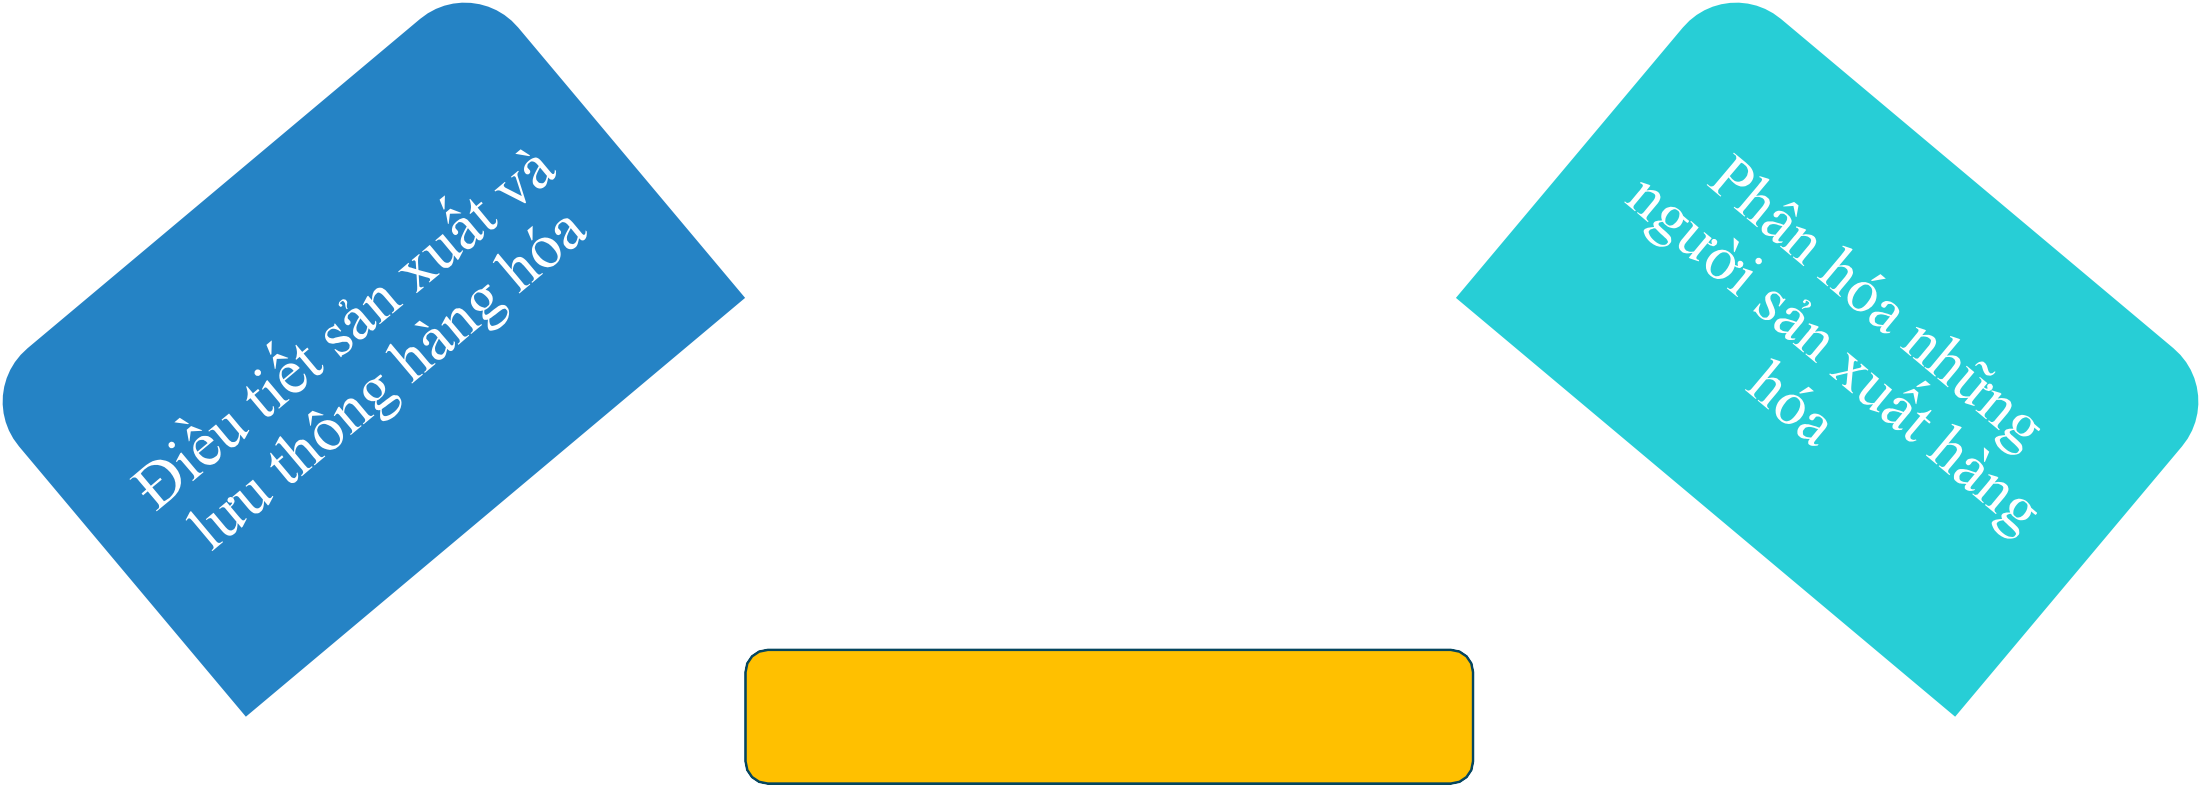 Điều tiết sản xuất và
lưu thông hàng hóa
Phân hóa những
người sản xuất hàng
hóa